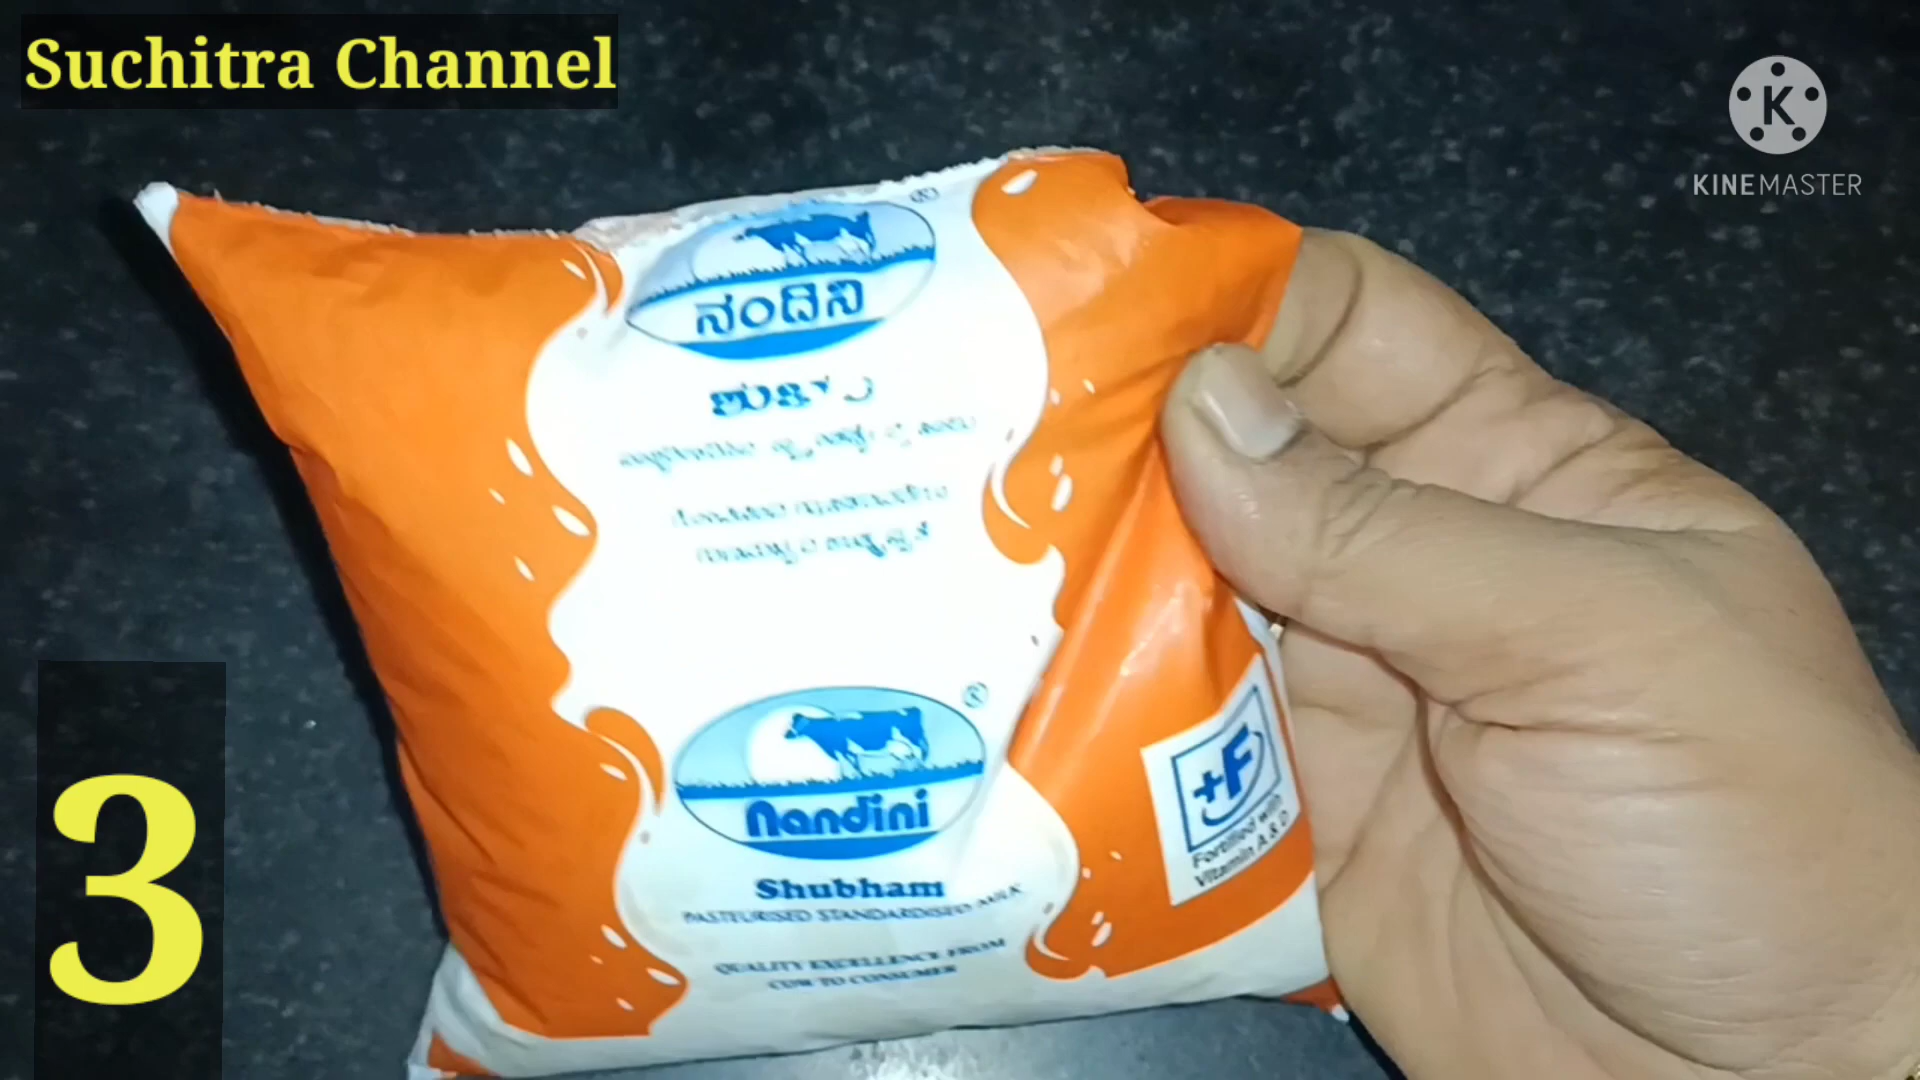 Suchitra Channel
K
KINEMASTER
ನಂದಿನಿ
®
3
®
Nandini
Shubham
PASTEURISED STANDARDISED MILK
QUALITY EXCELLENCE FROM
COW TO CONSUMER
+F
Fortified with
Vitamin A & D